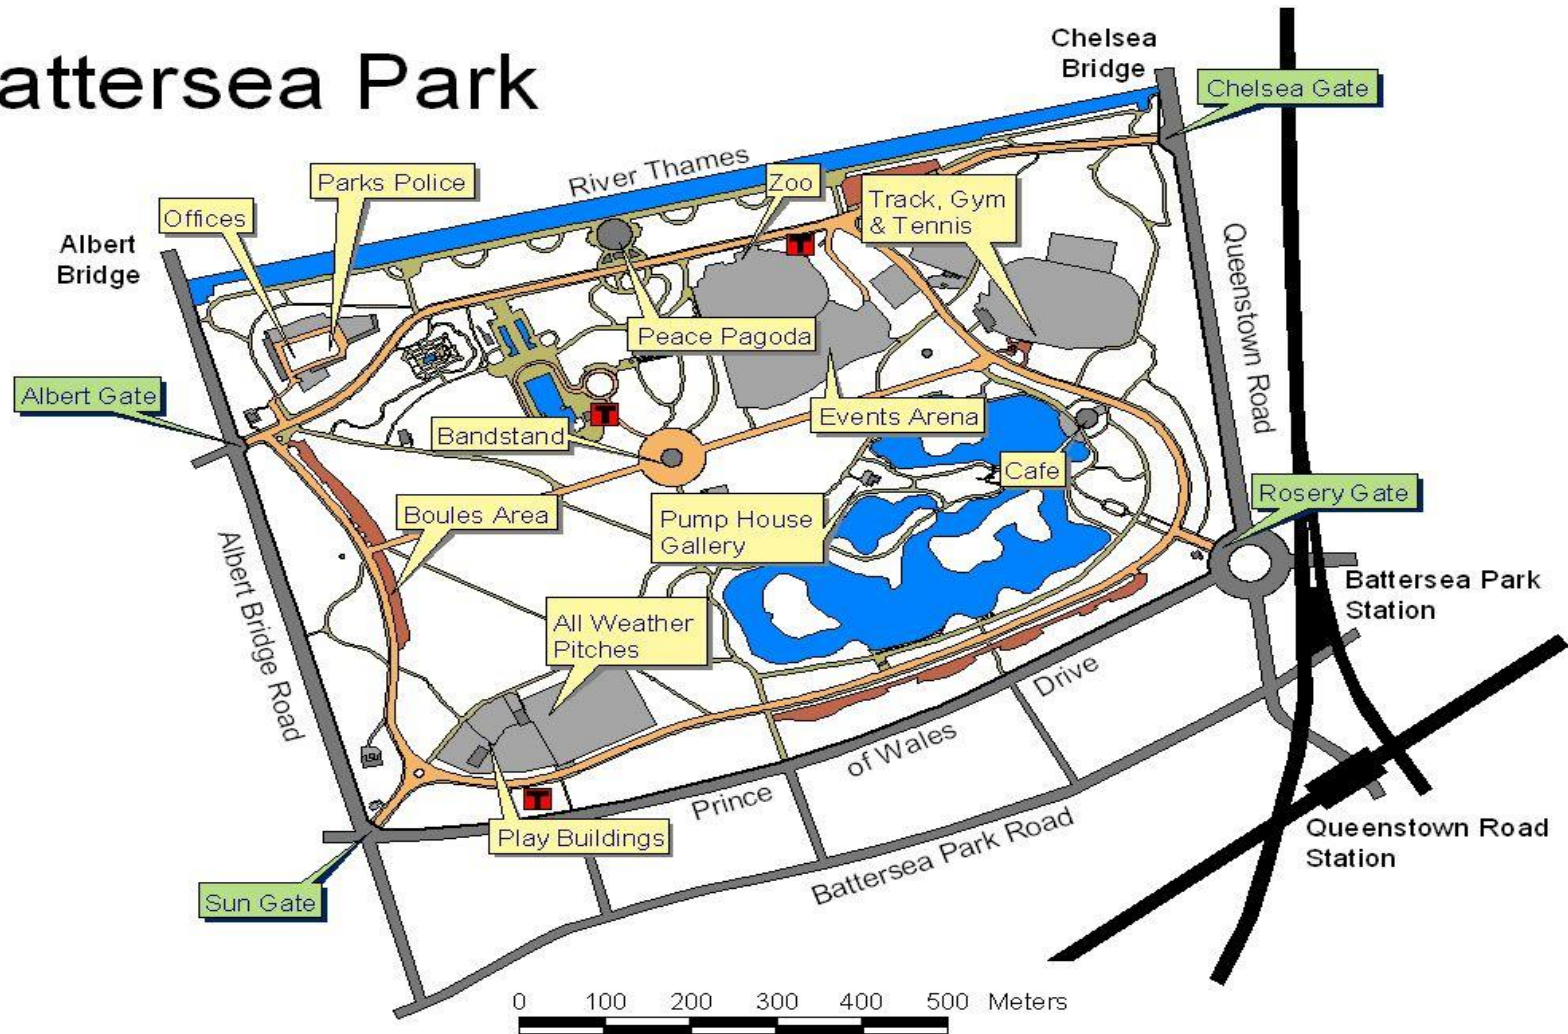 attersea Park
Chelsea
Bridge
Chelsea Gate
River Thames
Zoo
Parks Police
Track, Gym
& Tennis
Offices
Albert
Bridge
Queenstown Road
Peace Pagoda
Albert Gate
Events Arena
Bandstand
Cafe
Rosery Gate
Boules Area
Pump House
Gallery
Albert Bridge Road
Battersea Park
Station
All Weather
Pitches
Prince of Wales Drive
Play Buildings
Battersea Park Road
Queenstown Road
Station
Sun Gate
T
T
T
0 100 200 300 400 500 Meters